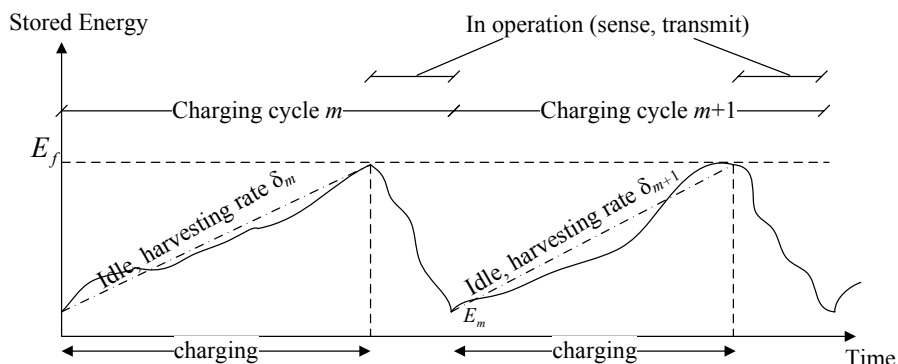 Stored Energy
In operation (sense, transmit)
Charging cycle m
Charging cycle m+1
E_f
Idle, harvesting rate δ_m
Idle, harvesting rate δ_{m+1}
E_m
charging
charging
Time